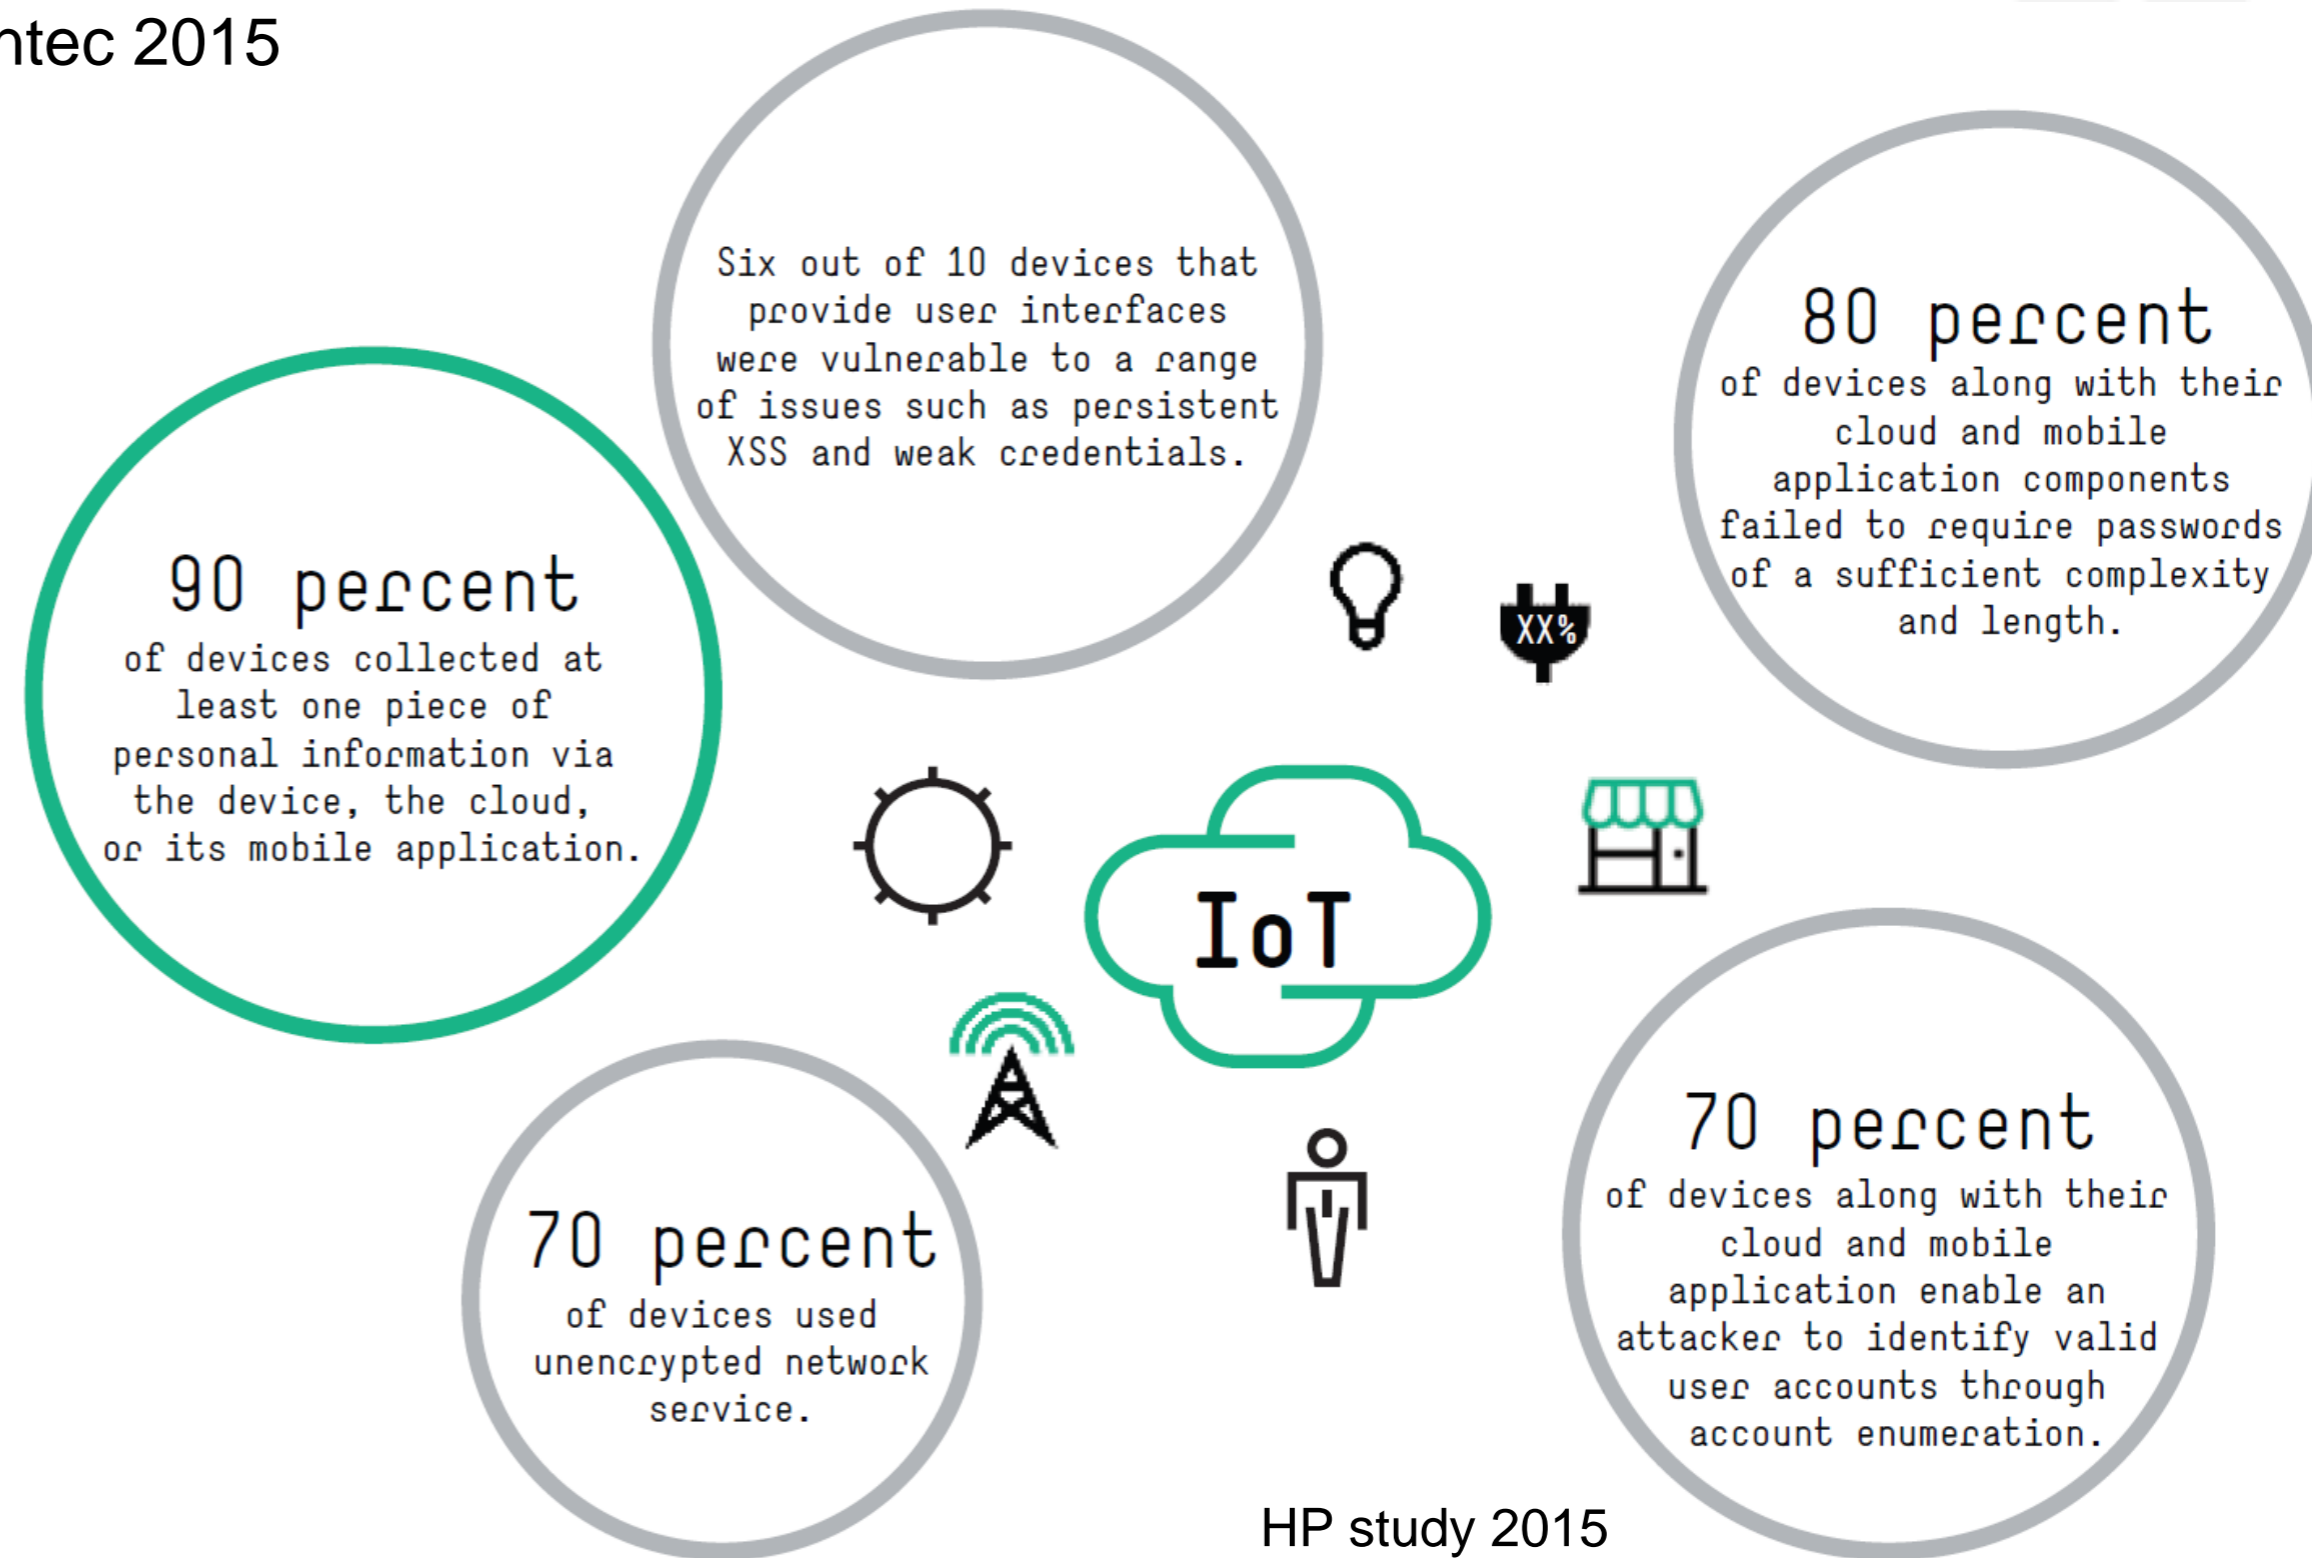 2015
Six out of 10 devices that
provide user interfaces
were vulnerable to a range
of issues such as persistent
XSS and weak credentials.
80 percent
of devices along with their
cloud and mobile
application components
failed to require passwords
of a sufficient complexity
and length.
90 percent
of devices collected at
least one piece of
personal information via
the device, the cloud,
or its mobile application.
XX%
IoT
70 percent
of devices used
unencrypted network
service.
70 percent
of devices along with their
cloud and mobile
application enable an
attacker to identify valid
user accounts through
account enumeration.
HP study 2015